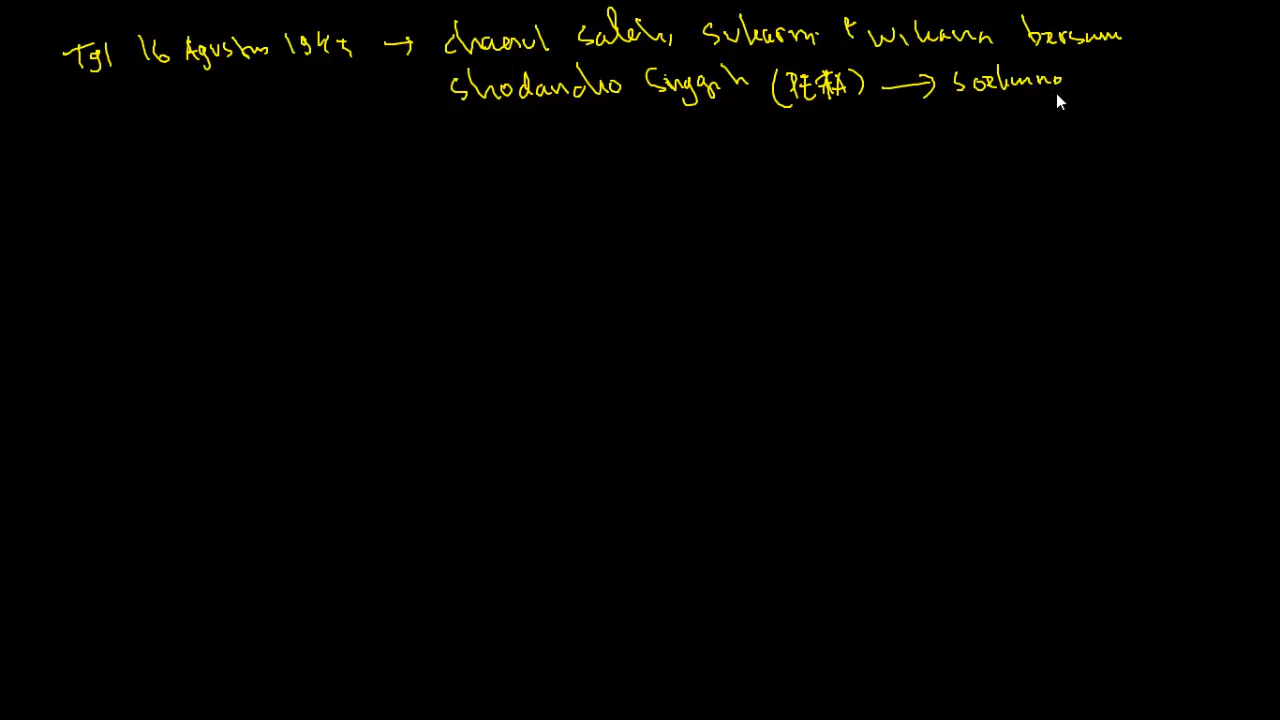 Tgl 16 Agustus 1945 → chaerul saleh, sukarni + wikana bersama
shodancho Singgih (PETA) → soekarno